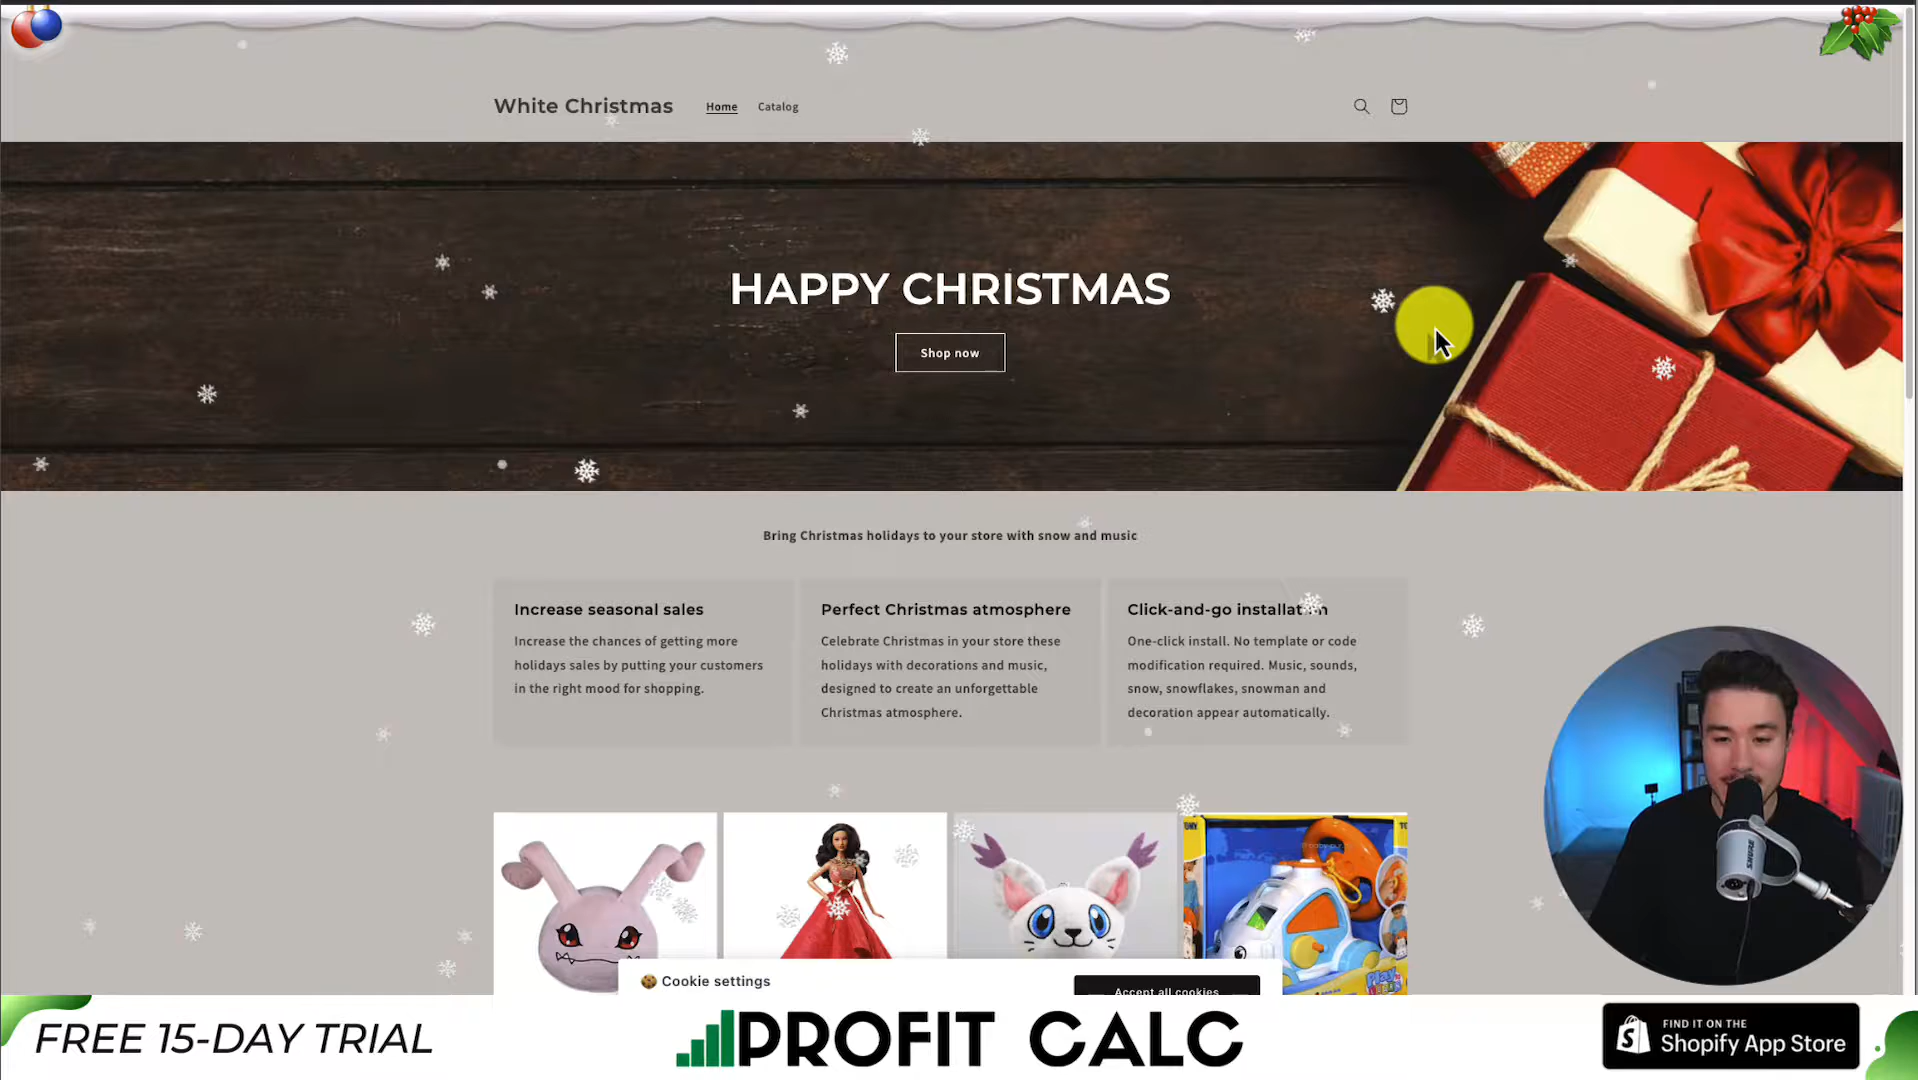 White Christmas
Home
Catalog
HAPPY CHRISTMAS
Shop now
Bring Christmas holidays to your store with snow and music
Increase seasonal sales
Increase the chances of getting more
holidays sales by putting your customers
in the right mood for shopping.
Perfect Christmas atmosphere
Celebrate Christmas in your store these
holidays with decorations and music,
designed to create an unforgettable
Christmas atmosphere.
Click-and-go installat n
One-click install. No template or code
modification required. Music, sounds,
snow, snowflakes, snowman and
decoration appear automatically.
Cookie settings
Accept all cookies
SHURE
FREE 15-DAY TRIAL
PROFIT CALC
FIND IT ON THE
Shopify App Store